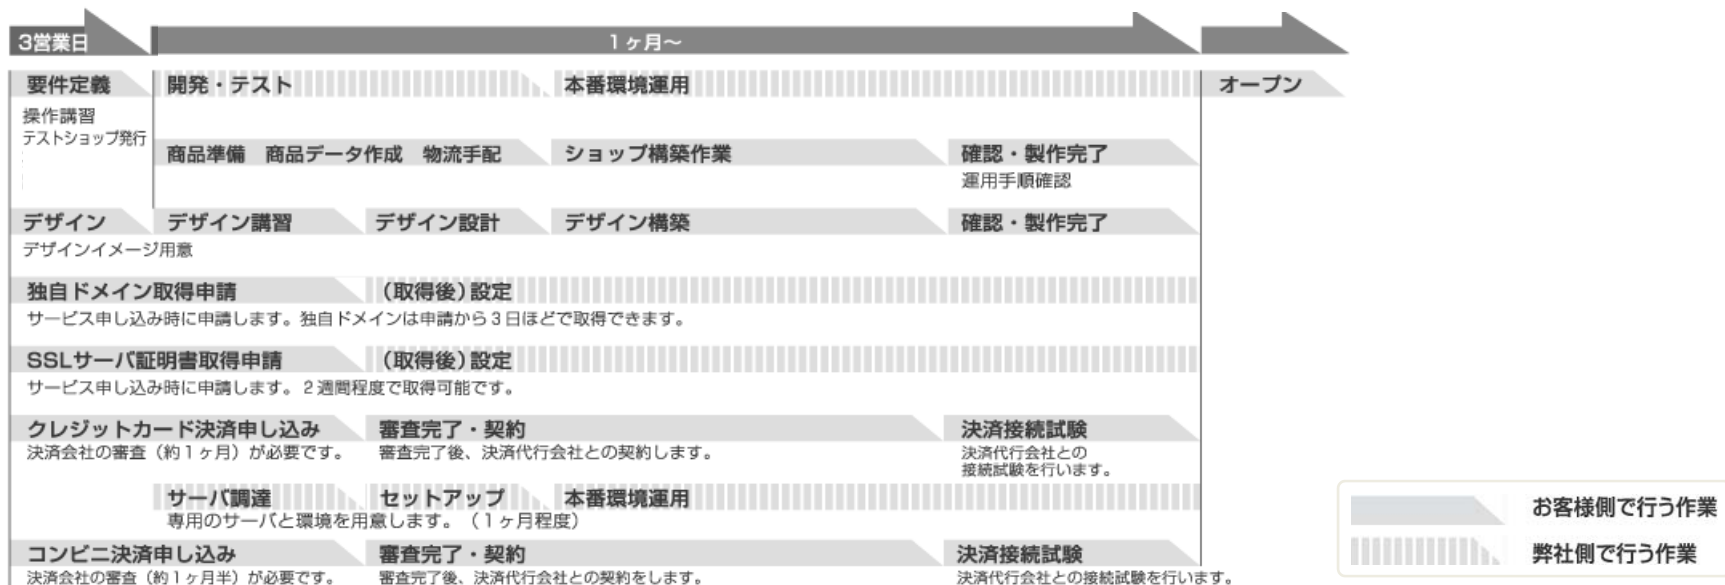 3営業日
1ヶ月～
要件定義
開発・テスト
本番環境運用
オープン
操作講習
テストショップ発行
商品準備 商品データ作成 物流手配
ショップ構築作業
確認・製作完了
運用手順確認
デザイン
デザイン講習
デザイン設計
デザイン構築
確認・製作完了
デザインイメージ用意
独自ドメイン取得申請
（取得後）設定
サービス申し込み時に申請します。独自ドメインは申請から3日ほどで取得できます。
SSLサーバ証明書取得申請
（取得後）設定
サービス申し込み時に申請します。2週間程度で取得可能です。
クレジットカード決済申し込み
審査完了・契約
決済接続試験
決済会社の審査（約1ヶ月）が必要です。
審査完了後、決済代行会社との契約します。
決済代行会社との
接続試験を行います。
サーバ調達
セットアップ
本番環境運用
専用のサーバと環境を用意します。（1ヶ月程度）
コンビニ決済申し込み
審査完了・契約
決済接続試験
決済会社の審査（約1ヶ月半）が必要です。
審査完了後、決済代行会社との契約をします。
決済代行会社との接続試験を行います。
お客様側で行う作業
弊社側で行う作業